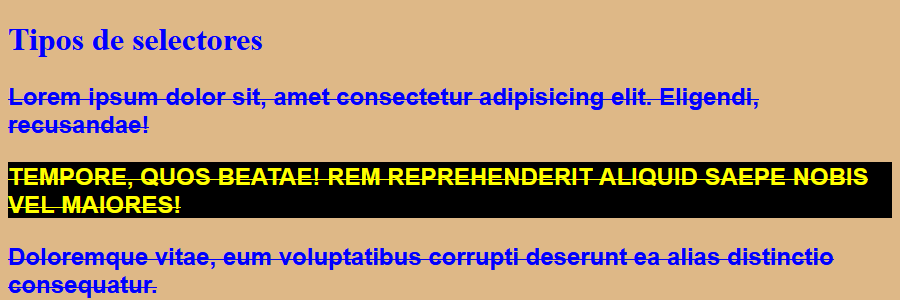 Tipos de selectores
Lorem ipsum dolor sit, amet consectetur adipisicing elit. Eligendi,
recusandae!
TEMPORE, QUOS BEATAE! REM REPREHENDERIT ALIQUID SAEPE NOBIS
VEL MAIORES!
Doloremque vitae, eum voluptatibus corrupti deserunt ea alias distinctio
consequatur.